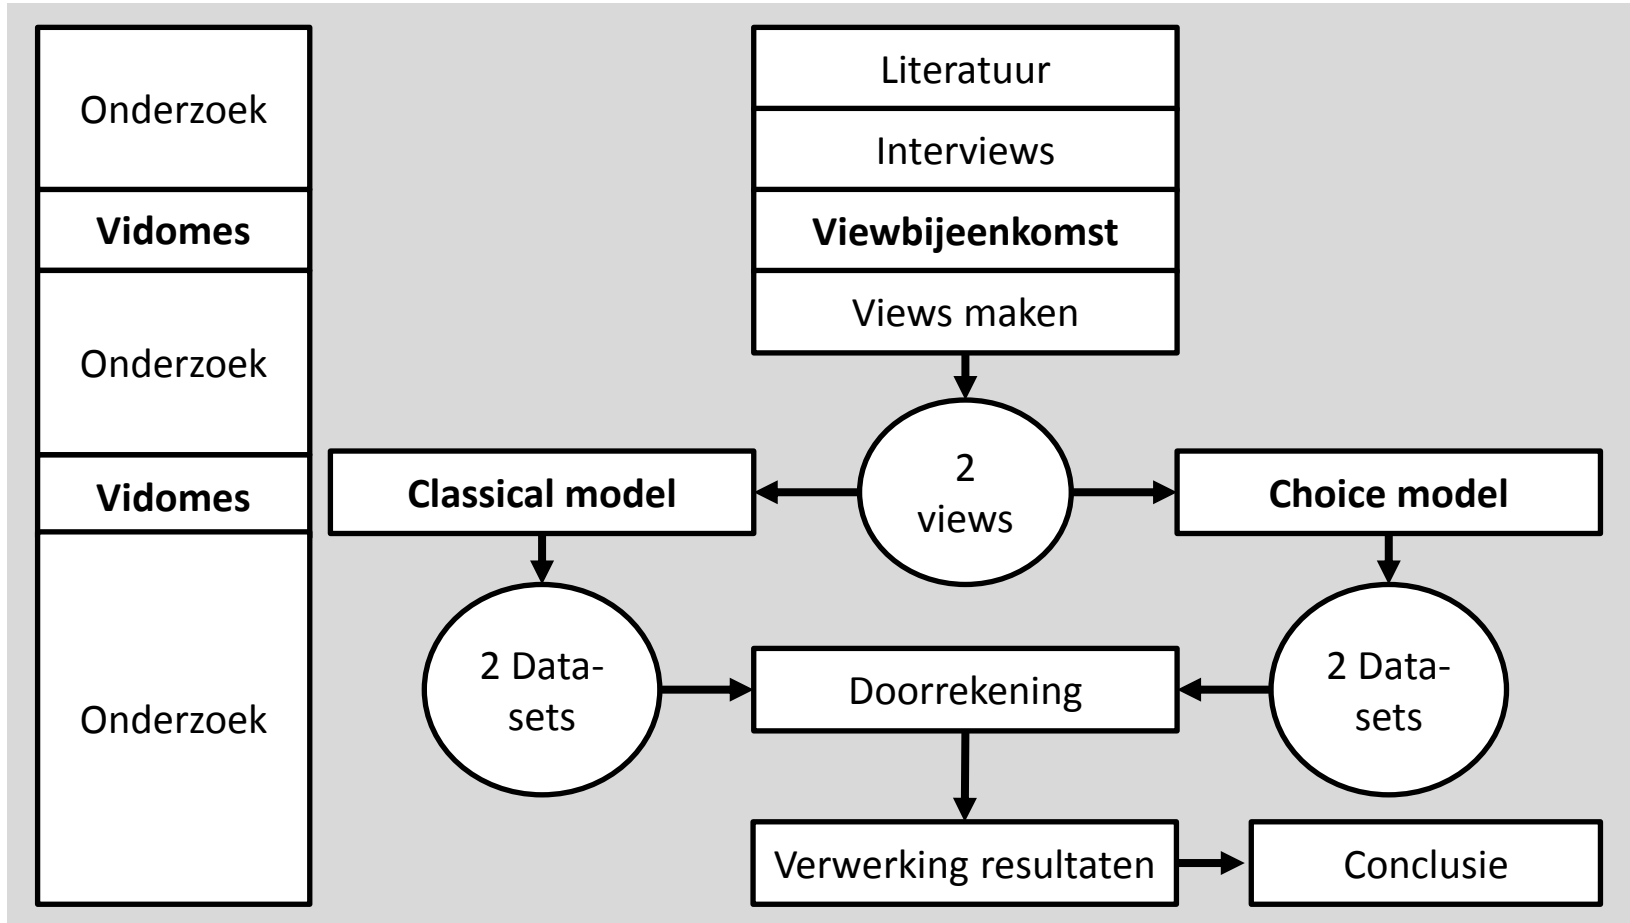 Onderzoek
Vidomes
Onderzoek
Vidomes
Onderzoek
Literatuur
Interviews
Viewbijeenkomst
Views maken
2
views
Classical model
Choice model
2 Data-
sets
Doorrekening
2 Data-
sets
Verwerking resultaten
Conclusie